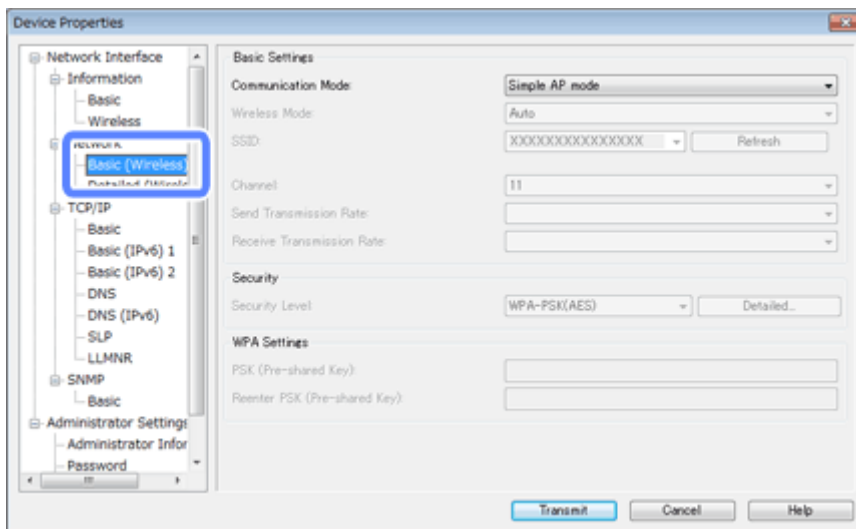 Device Properties
Network Interface
Information
Basic
Wireless
Network
Basic (Wireless)
TCP/IP
Basic
Basic (IPv6) 1
Basic (IPv6) 2
DNS
DNS (IPv6)
SLP
LLMNR
SNMP
Basic
Administrator Settings
Administrator Infor
Password
Basic Settings
Communication Mode: Simple AP mode
Wireless Mode: Auto
SSID: XXXXXXXXXXXXXXX Refresh
Channel: 11
Send Transmission Rate:
Receive Transmission Rate:
Security
Security Level: WPA-PSK(AES) Detailed...
WPA Settings
PSK (Pre-shared Key):
Reenter PSK (Pre-shared Key):
Transmit Cancel Help